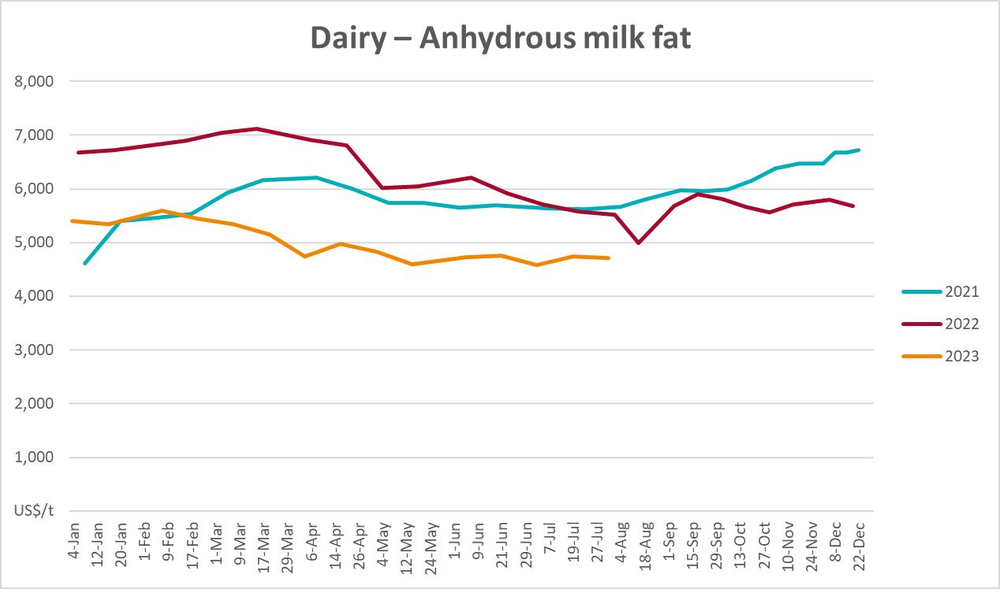 Dairy – Anhydrous milk fat
8,000
7,000
6,000
5,000
4,000
3,000
2,000
1,000
US$/t
4-Jan
12-Jan
20-Jan
1-Feb
9-Feb
17-Feb
1-Mar
9-Mar
17-Mar
29-Mar
6-Apr
14-Apr
26-Apr
4-May
12-May
24-May
1-Jun
9-Jun
21-Jun
29-Jun
7-Jul
19-Jul
27-Jul
4-Aug
18-Aug
1-Sep
15-Sep
29-Sep
13-Oct
27-Oct
10-Nov
24-Nov
8-Dec
22-Dec
2021
2022
2023